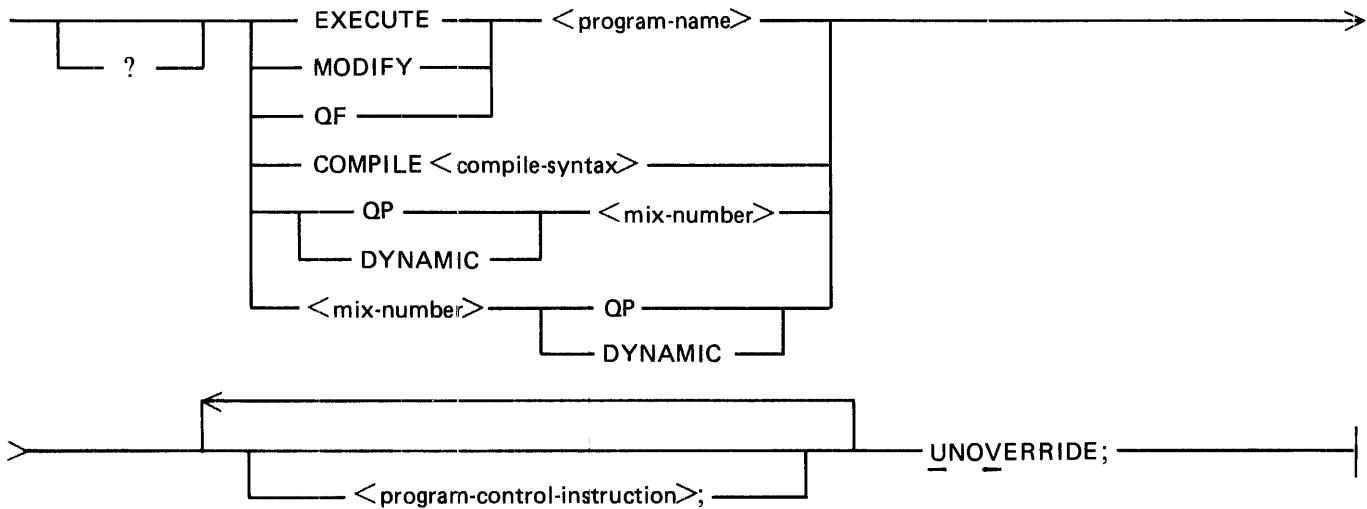 EXECUTE <program-name>
?
MODIFY
QF
COMPILE <compile-syntax>
QP <mix-number>
DYNAMIC
<mix-number> QP
DYNAMIC
UNOVERRIDE;
<program-control-instruction>;